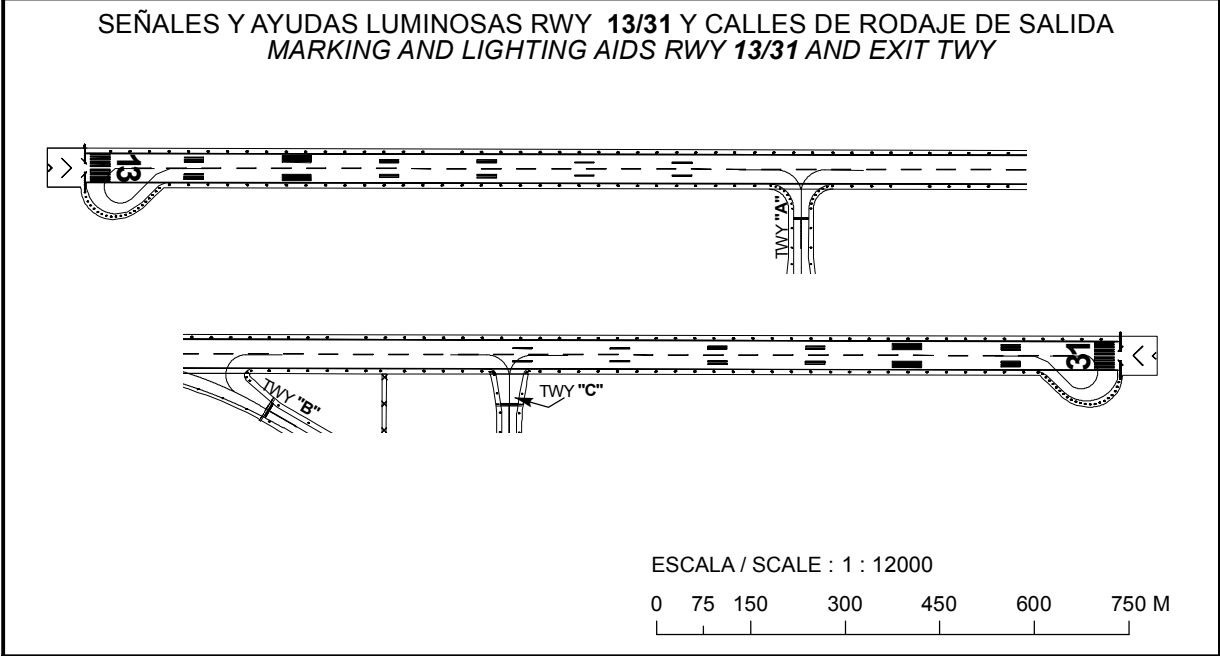 SEÑALES Y AYUDAS LUMINOSAS RWY 13/31 Y CALLES DE RODAJE DE SALIDA
MARKING AND LIGHTING AIDS RWY 13/31 AND EXIT TWY
13
TWY "A"
31
TWY "B"
TWY "C"
ESCALA / SCALE : 1 : 12000
0 75 150 300 450 600 750 M